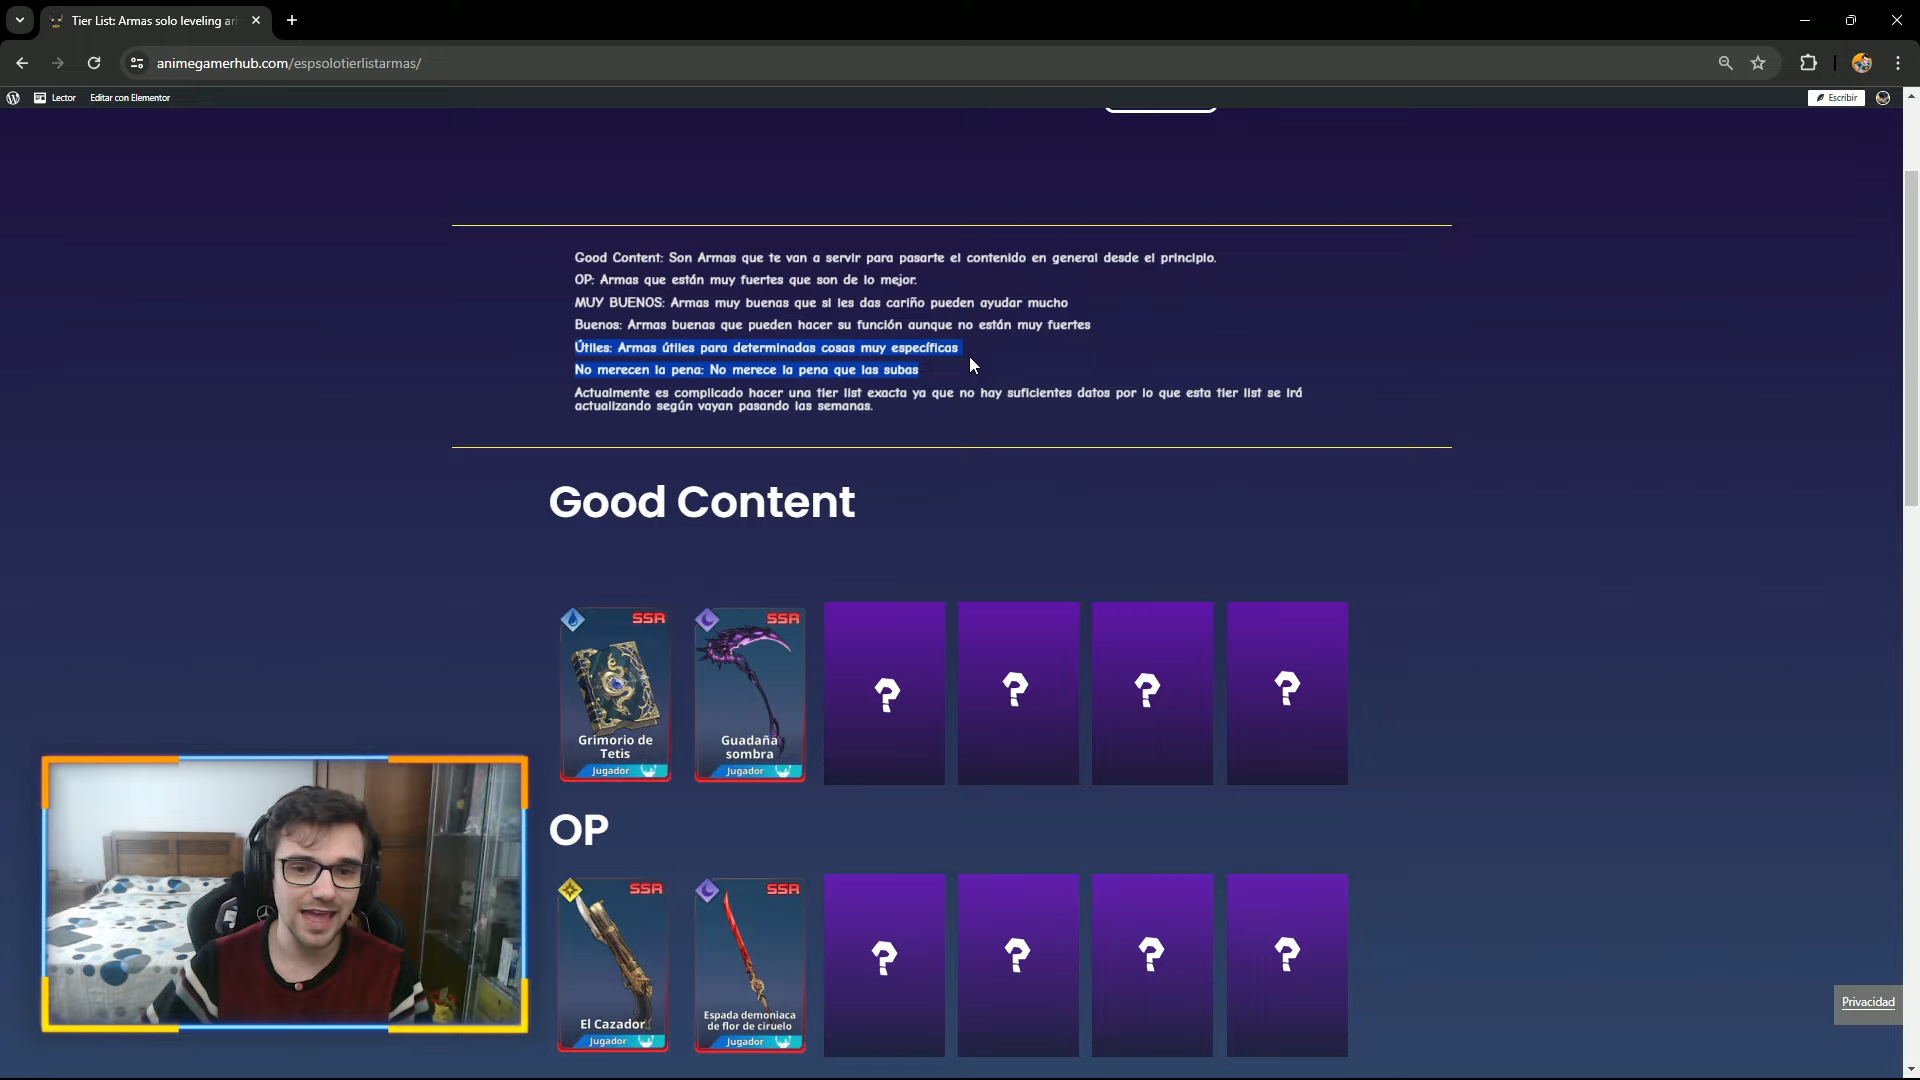 Tier List: Armas solo leveling ari
animegamerhub.com/espsolotierlistarmas/
Lector
Editar con Elementor
Escribir
Good Content: Son Armas que te van a servir para pasarte el contenido en general desde el principio.
OP: Armas que están muy fuertes que son de lo mejor.
MUY BUENOS: Armas muy buenas que si les das cariño pueden ayudar mucho
Buenos: Armas buenas que pueden hacer su función aunque no están muy fuertes
Útiles: Armas útiles para determinadas cosas muy específicas
No merecen la pena: No merece la pena que las subas
Actualmente es complicado hacer una tier list exacta ya que no hay suficientes datos por lo que esta tier list se irá
actualizando según vayan pasando las semanas.
Good Content
SSR
Grimorio de
Tetis
Jugador
SSR
Guadaña
sombra
Jugador
?
?
?
?
OP
SSR
El Cazador
Jugador
SSR
Espada demoniaca
de flor de ciruelo
Jugador
?
?
?
?
Privacidad